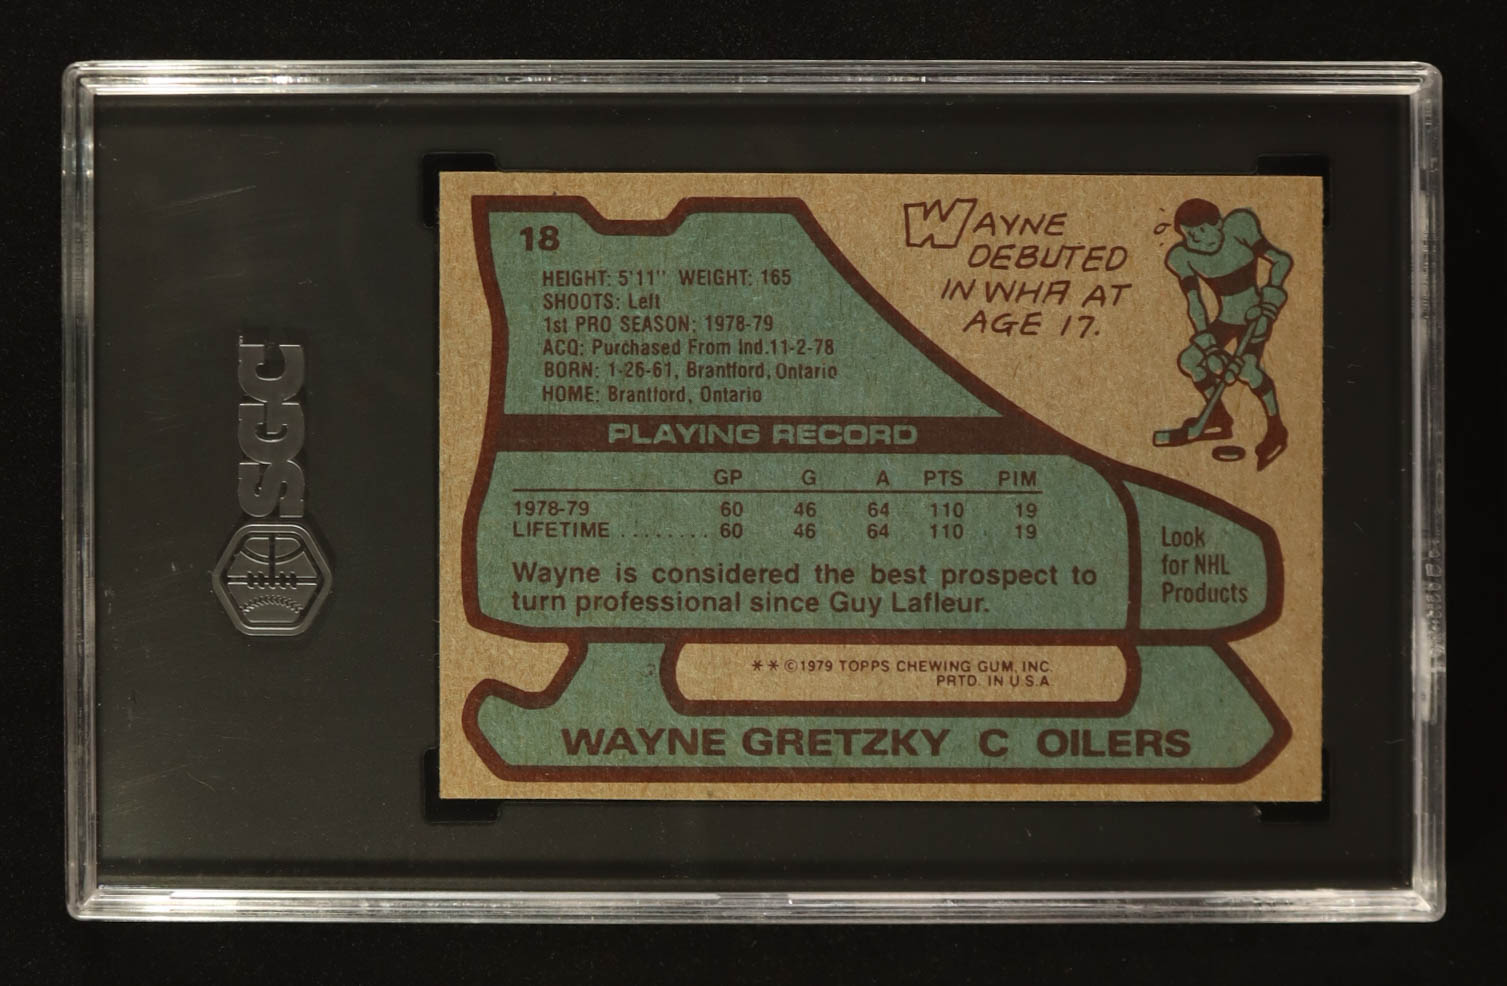 SGC
18
HEIGHT: 5'11" WEIGHT: 165
SHOOTS: Left
1st PRO SEASON: 1978-79
ACQ: Purchased From Ind.11-2-78
BORN: 1-26-61, Brantford, Ontario
HOME: Brantford, Ontario
WAYNE
DEBUTED
IN WHA AT
AGE 17.
PLAYING RECORD
GP G A PTS PIM
1978-79 60 46 64 110 19
LIFETIME ........ 60 46 64 110 19
Wayne is considered the best prospect to
turn professional since Guy Lafleur.
Look
for NHL
Products
**©1979 TOPPS CHEWING GUM, INC.
PRTD. IN U.S.A.
WAYNE GRETZKY C OILERS